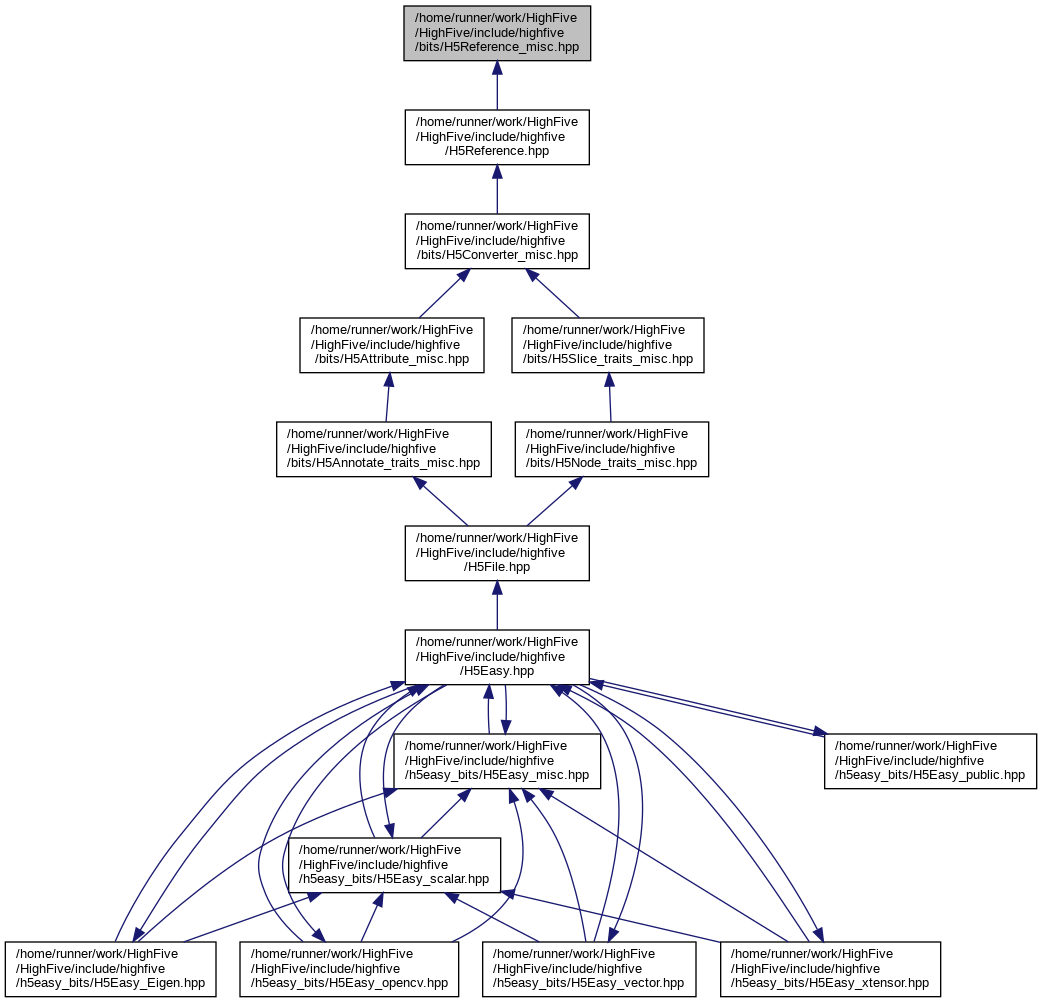 /home/runner/work/HighFive
/HighFive/include/highfive
/bits/H5Reference_misc.hpp
/home/runner/work/HighFive
/HighFive/include/highfive
/H5Reference.hpp
/home/runner/work/HighFive
/HighFive/include/highfive
/bits/H5Converter_misc.hpp
/home/runner/work/HighFive
/HighFive/include/highfive
/bits/H5Attribute_misc.hpp
/home/runner/work/HighFive
/HighFive/include/highfive
/bits/H5Slice_traits_misc.hpp
/home/runner/work/HighFive
/HighFive/include/highfive
/bits/H5Annotate_traits_misc.hpp
/home/runner/work/HighFive
/HighFive/include/highfive
/bits/H5Node_traits_misc.hpp
/home/runner/work/HighFive
/HighFive/include/highfive
/H5File.hpp
/home/runner/work/HighFive
/HighFive/include/highfive
/H5Easy.hpp
/home/runner/work/HighFive
/HighFive/include/highfive
/h5easy_bits/H5Easy_misc.hpp
/home/runner/work/HighFive
/HighFive/include/highfive
/h5easy_bits/H5Easy_public.hpp
/home/runner/work/HighFive
/HighFive/include/highfive
/h5easy_bits/H5Easy_scalar.hpp
/home/runner/work/HighFive
/HighFive/include/highfive
/h5easy_bits/H5Easy_Eigen.hpp
/home/runner/work/HighFive
/HighFive/include/highfive
/h5easy_bits/H5Easy_opencv.hpp
/home/runner/work/HighFive
/HighFive/include/highfive
/h5easy_bits/H5Easy_vector.hpp
/home/runner/work/HighFive
/HighFive/include/highfive
/h5easy_bits/H5Easy_xtensor.hpp